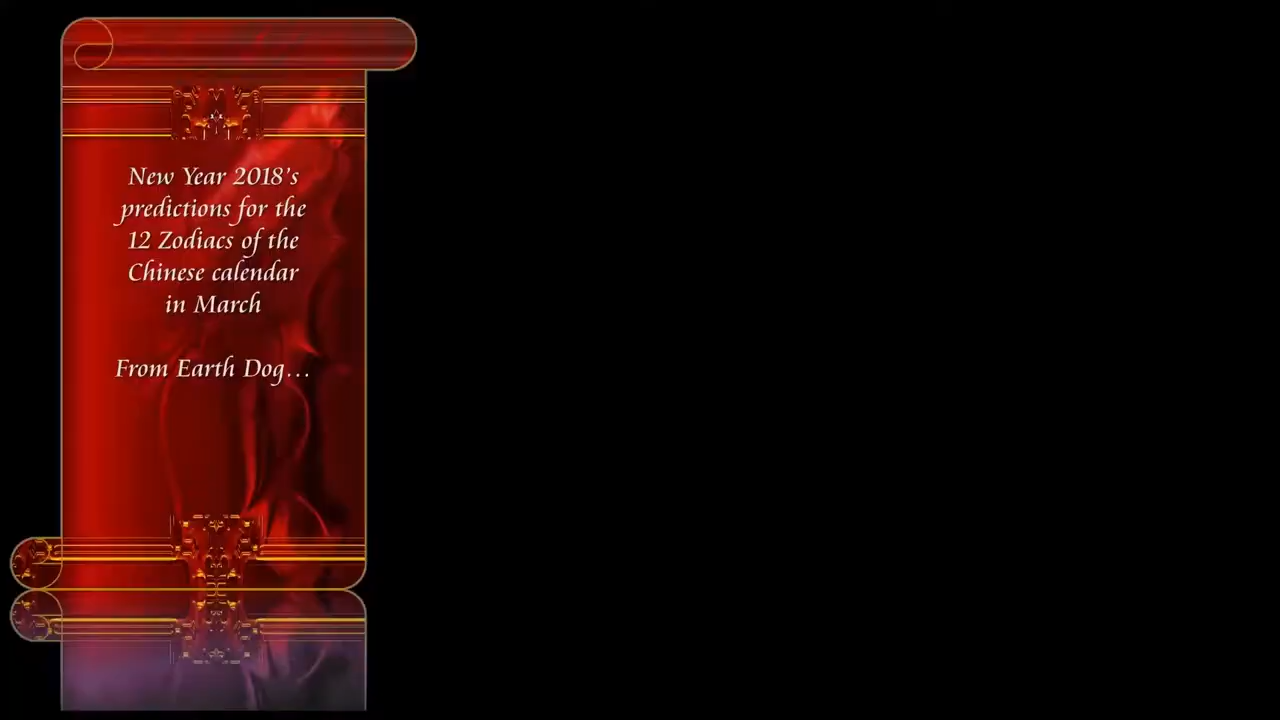 New Year 2018's
predictions for the
12 Zodiacs of the
Chinese calendar
in March
From Earth Dog...